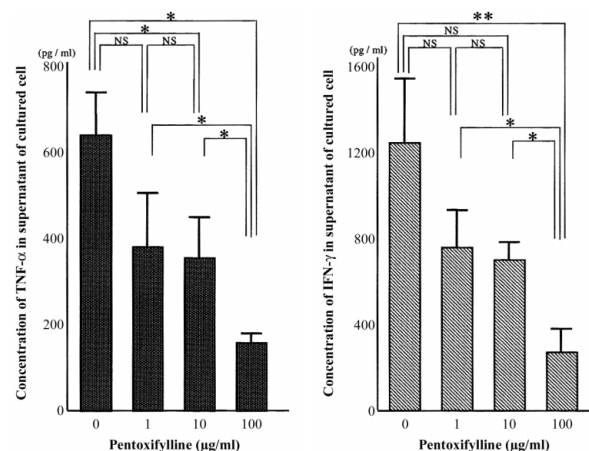 *
*
NS NS
(pg / ml)
800
600
400
200
0
*
*
0 1 10 100
Pentoxifylline (µg/ml)
Concentration of TNF-α in supernatant of cultured cell
**
NS
NS NS
(pg / ml)
1600
1200
800
400
0
*
*
0 1 10 100
Pentoxifylline (µg/ml)
Concentration of IFN-γ in supernatant of cultured cell